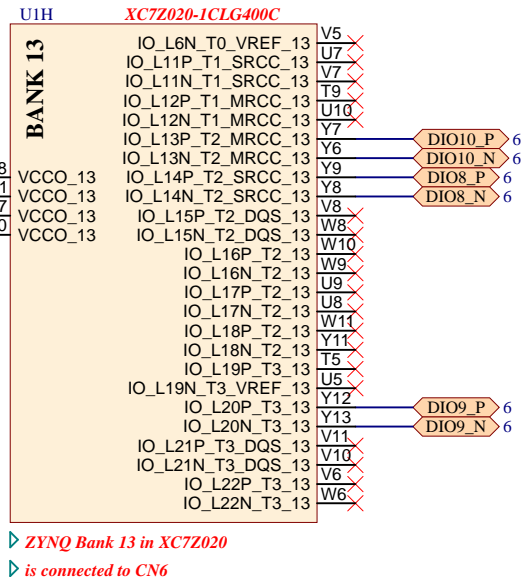 U1H XC7Z020-1CLG400C
BANK 13
IO_L6N_T0_VREF_13 V5
IO_L11P_T1_SRCC_13 U7
IO_L11N_T1_SRCC_13 V7
IO_L12P_T1_MRCC_13 T9
IO_L12N_T1_MRCC_13 U10
IO_L13P_T2_MRCC_13 Y7 DIO10_P 6
IO_L13N_T2_MRCC_13 Y6 DIO10_N 6
8 VCCO_13 IO_L14P_T2_SRCC_13 Y9 DIO8_P 6
1 VCCO_13 IO_L14N_T2_SRCC_13 Y8 DIO8_N 6
7 VCCO_13 IO_L15P_T2_DQS_13 V8
0 VCCO_13 IO_L15N_T2_DQS_13 W8
IO_L16P_T2_13 W10
IO_L16N_T2_13 W9
IO_L17P_T2_13 U9
IO_L17N_T2_13 U8
IO_L18P_T2_13 W11
IO_L18N_T2_13 Y11
IO_L19P_T3_13 T5
IO_L19N_T3_VREF_13 U5
IO_L20P_T3_13 Y12 DIO9_P 6
IO_L20N_T3_13 Y13 DIO9_N 6
IO_L21P_T3_DQS_13 V11
IO_L21N_T3_DQS_13 V10
IO_L22P_T3_13 V6
IO_L22N_T3_13 W6
ZYNQ Bank 13 in XC7Z020
is connected to CN6